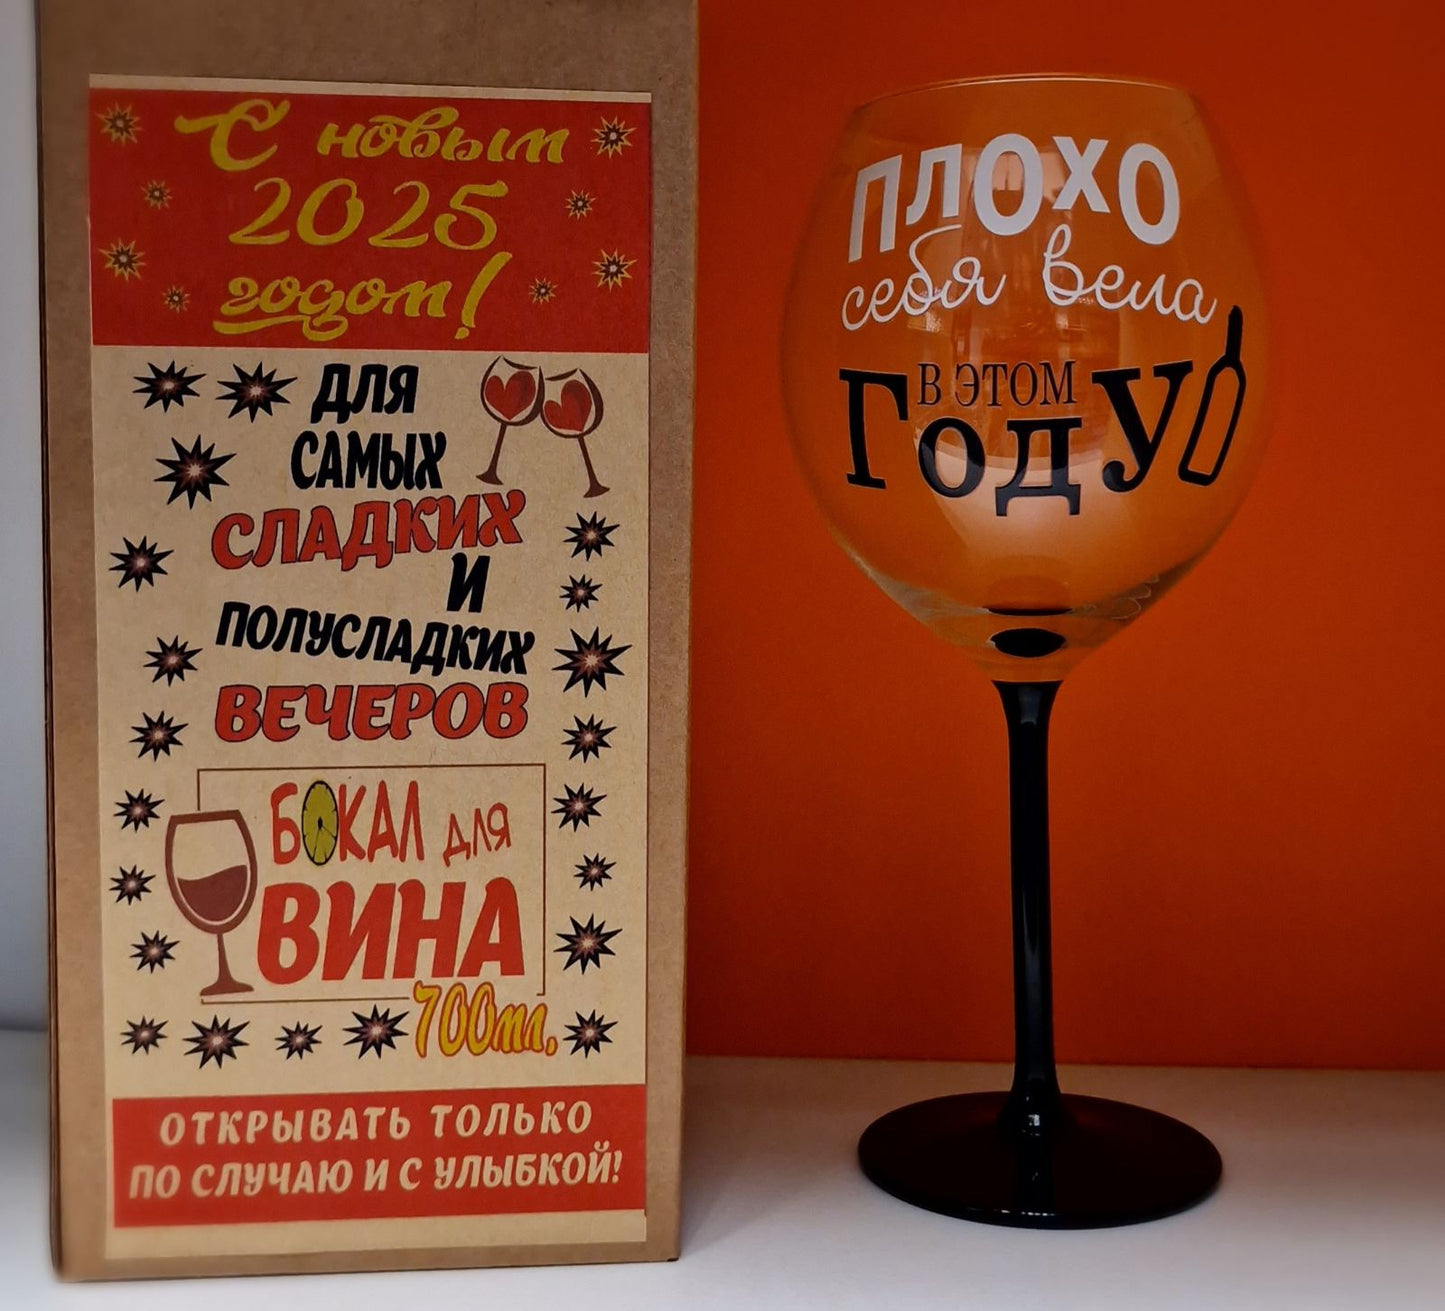 С новым
2025
годом!
ДЛЯ
САМЫХ
СЛАДКИХ
И
ПОЛУСЛАДКИХ
ВЕЧЕРОВ
БОКАЛ ДЛЯ
ВИНА
700мл.
ОТКРЫВАТЬ ТОЛЬКО
ПО СЛУЧАЮ И С УЛЫБКОЙ!
ПЛОХО
себя вела
В ЭТОМ
ГОДУ